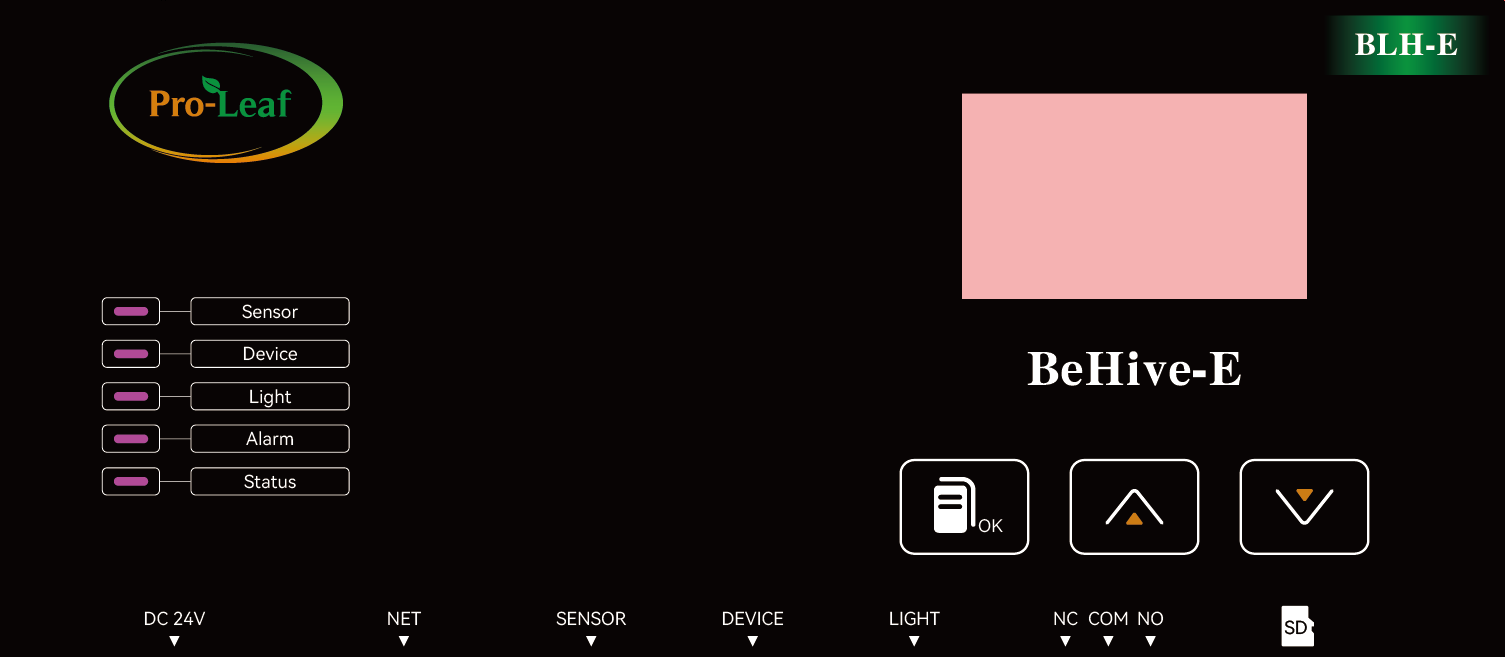 BLH-E
Pro-Leaf
Sensor
Device
Light
Alarm
Status
BeHive-E
OK
DC 24V NET SENSOR DEVICE LIGHT NC COM NO SD